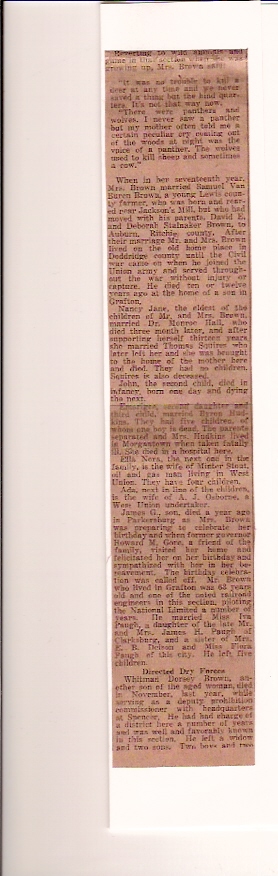 Reverting to wild animals and
game in that section when she was
growing up, Mrs. Brown said:
"It was no trouble to kill a
deer at any time and we never
saved a thing but the hind quar-
ters. It's not that way now.
"There were panthers and
wolves. I never saw a panther
but my mother often told me a
certain peculiar cry coming out
of the woods at night was the
voice of a panther. The wolves
used to kill sheep and sometimes
a cow."
When in her seventeenth year,
Mrs. Brown married Samuel Van
Buren Brown, a young Lewis coun-
ty farmer, who was born and rear-
ed near Jackson's Mill, but who had
moved with his parents, David E.
and Deborah Stalnaker Brown, to
Auburn, Ritchie county. After
their marriage Mr. and Mrs. Brown
lived on the old home place in
Doddridge county until the Civil
war came on when he joined the
Union army and served through-
out the war without injury or
capture. He died ten or twelve
years ago at the home of a son in
Grafton.
Nancy Jane, the eldest of the
children of Mr. and Mrs. Brown,
married Dr. Monroe Hall, who
died three month later, and after
supporting herself thirteen years
she married Thomas Squires who
later left her and she was brought
to the home of the mother here
and died. They had no children.
Squires is also deceased.
John, the second child, died in
infancy, born one day and dying
the next.
second daughter and
third child, married Byron Hud-
kins. They had five children, of
whom one boy is dead. The parents
separated and Mrs. Hudkins lived
in Morgantown when taken fatally
ill. She died in a hospital here.
Ella Nora, the next one in the
family, is the wife of Minter Stout,
oil and gas man living in West
Union. They have four children.
Ada, next in line of the children,
is the wife of A. J. Osborne, a
West Union undertaker.
James G., son, died a year ago
in Parkersburg as Mrs. Brown
was preparing to celebrate her
birthday and when former governor
Howard M. Gore, a friend of the
family, visited her home and
felicitated her on her birthday and
sympathized with her in her be-
reavement. The birthday celebra-
tion was called off. Mr. Brown
who lived in Grafton was 63 years
old and one of the noted railroad
engineers in this section, piloting
the National Limited a number of
years. He married Miss Iva
Paugh, a daughter of the late Mr.
and Mrs. James H. Paugh of
Clarksburg, and a sister of Mrs.
E. B. Deison and Miss Flora
Paugh of this city. He left five
children.
Directed Dry Forces
Whitman Dorsey Brown, an-
other son of the aged woman, died
in November, last year, while
serving as a deputy prohibition
commissioner with headquarters
at Spencer. He had had charge of
a district here a number of years
and was well and favorably known
in this section. He left a widow
and two sons. Two boys and two